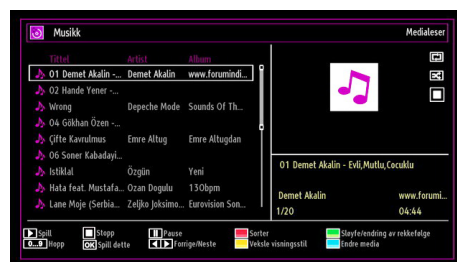 Musikk Medialeser
Tittel Artist Album
01 Demet Akalin -... Demet Akalin www.forumindi...
02 Hande Yener -...
Wrong Depeche Mode Sounds Of Th...
04 Gökhan Özen -...
Çifte Kavrulmus Emre Altug Emre Altugdan
06 Soner Kabadayi...
Istiklal Özgün Yeni
Hata feat. Mustafa... Ozan Dogulu 130bpm
Lane Moje (Serbia... Zeljko Joksimo... Eurovision Son...
01 Demet Akalin - Evli,Mutlu,Cocuklu
Demet Akalin www.forumi...
1/20 04:44
Spill Stopp Pause Sorter Sløyfe/endring av rekkefølge
0...9 Hopp OK Spill dette Forrige/Neste Veksle visningsstil Endre media